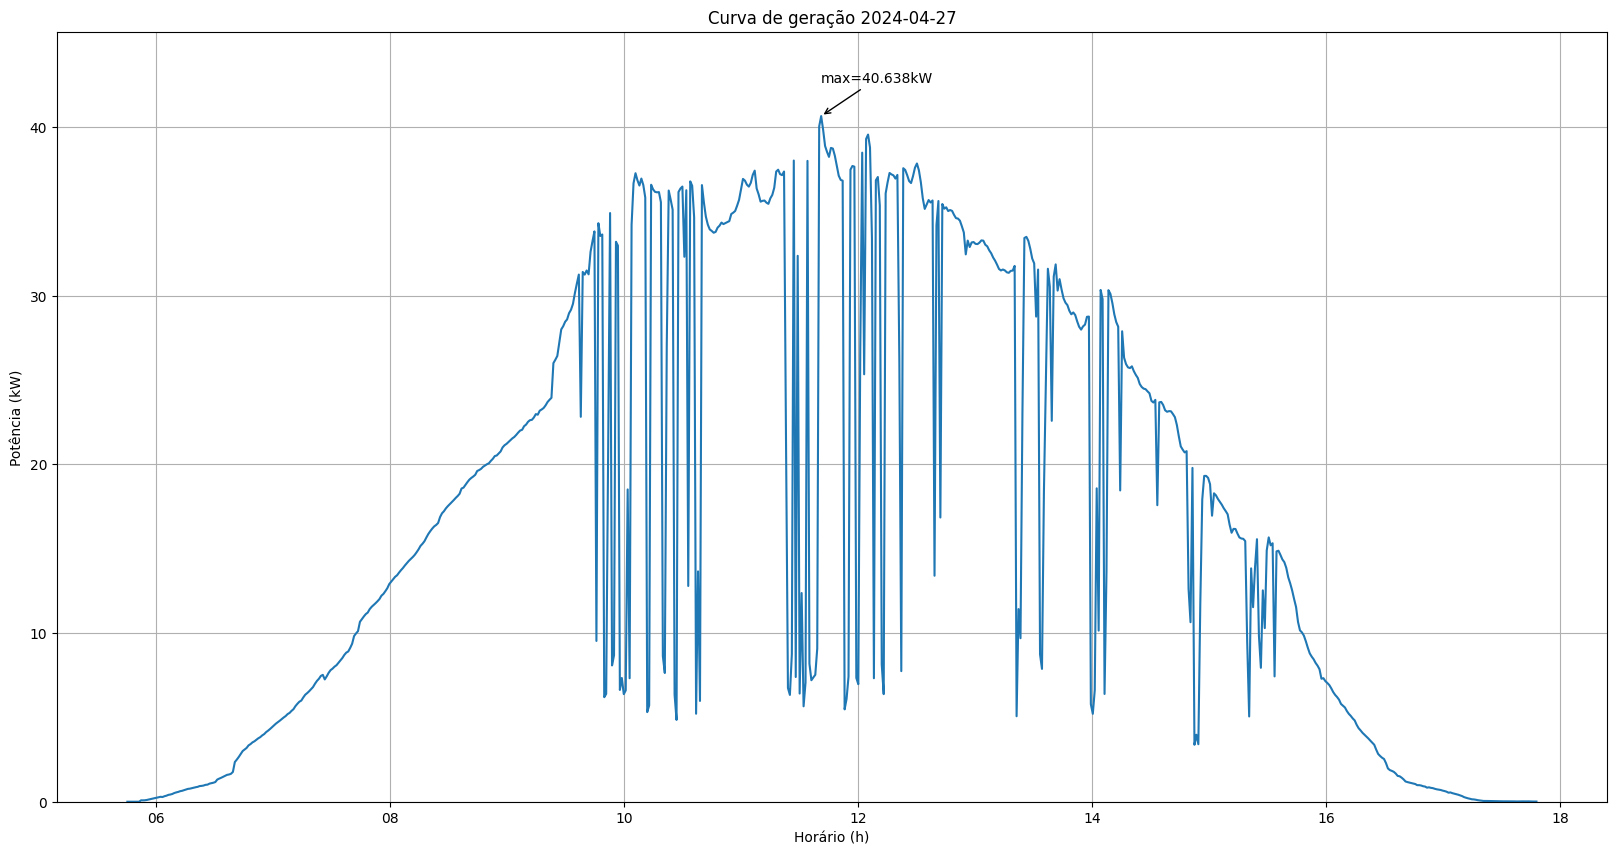 Curva de geração 2024-04-27
max=40.638kW
40
30
20
10
0
Potência (kW)
06 08 10 12 14 16 18
Horário (h)